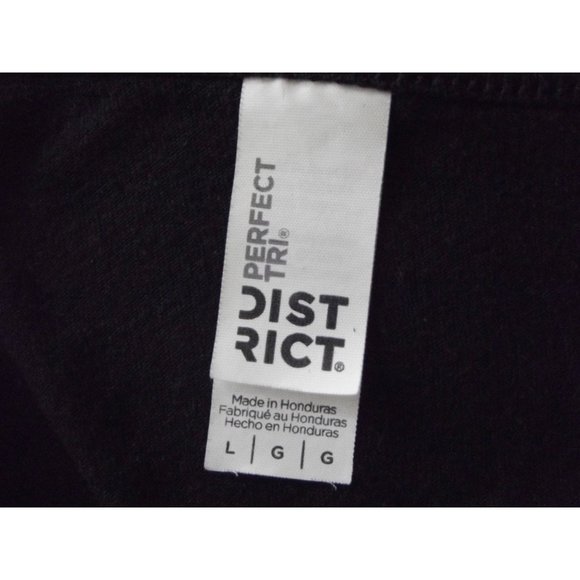 PERFECT
TRI®
DIST
RICT®
Made in Honduras
Fabriqué au Honduras
Hecho en Honduras
L | G | G